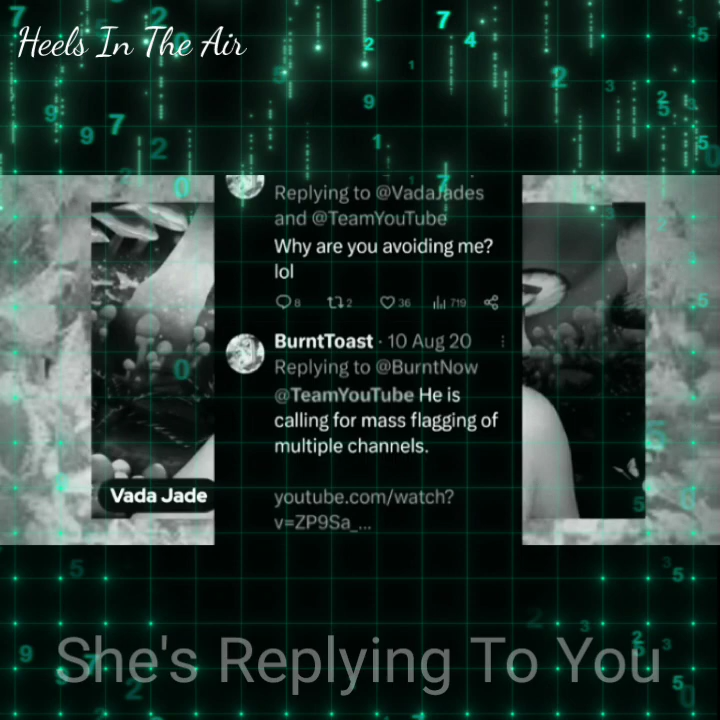 Heels In The Air
Replying to @VadaJades
and @TeamYouTube
Why are you avoiding me?
lol
8 2 36 719
BurntToast · 10 Aug 20
Replying to @BurntNow
@TeamYouTube He is
calling for mass flagging of
multiple channels.
youtube.com/watch?
v=ZP9Sa_...
Vada Jade
She's Replying To You